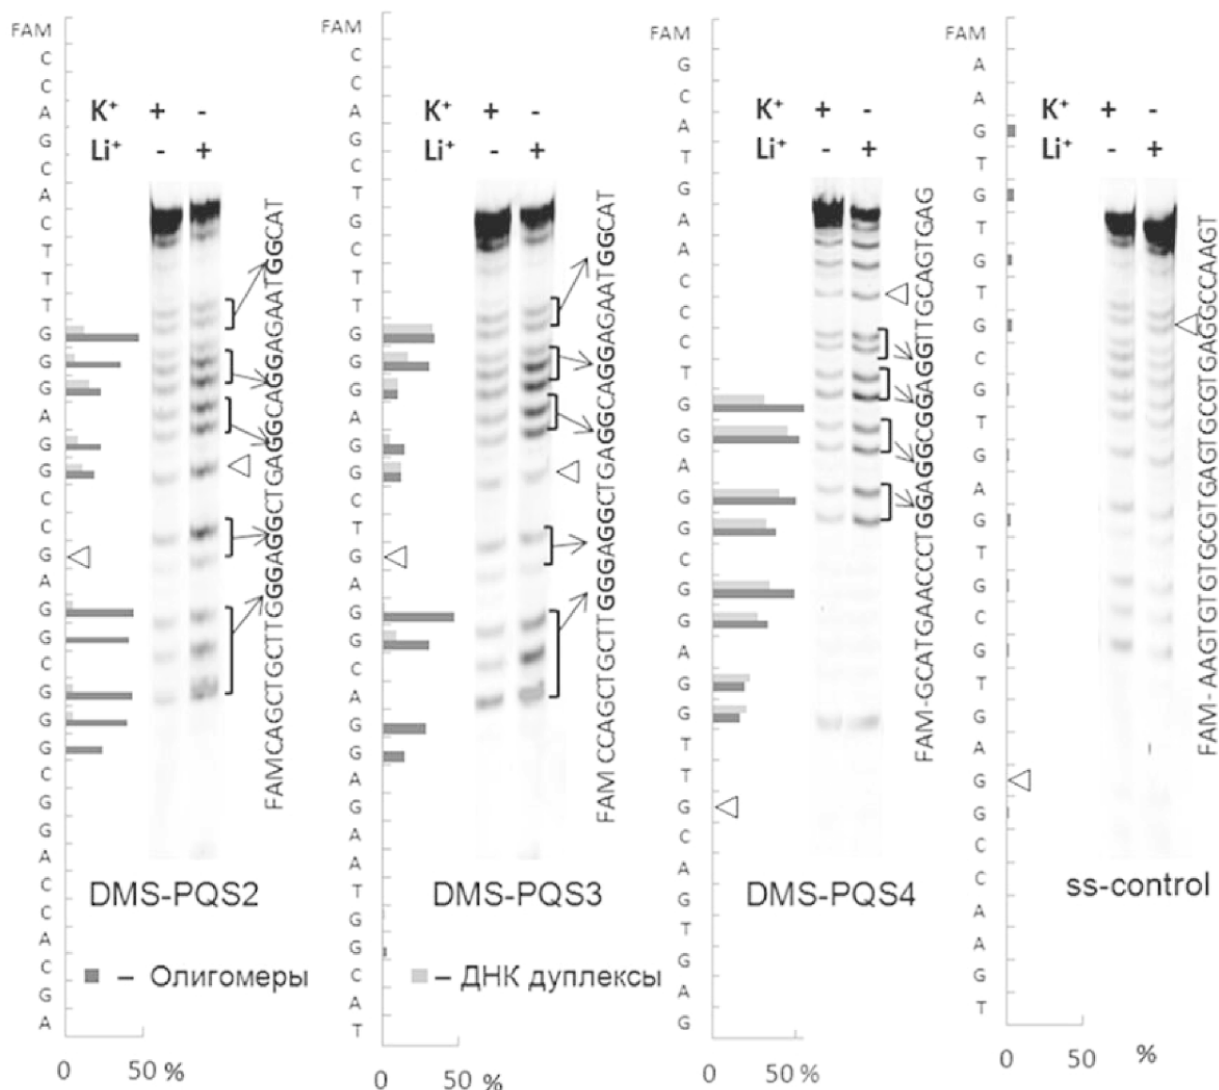 FAM
C
C
A
G
C
A
C
T
T
T
G
G
G
A
G
G
C
C
G
A
G
G
C
G
G
G
C
G
G
A
C
C
A
C
G
A
K⁺ + -
Li⁺ - +
FAMCAGCTGCTTGGGAGGCTGAGGCAGGAGAATGGCAT
DMS-PQS2
0 50 %
FAM
C
C
A
G
C
T
G
C
T
T
G
G
G
A
G
G
C
T
G
A
G
G
C
A
G
G
A
G
A
A
T
G
G
C
A
T
K⁺ + -
Li⁺ - +
FAM CCAGCTGCTTGGGAGGCTGAGGCAGGAGAATGGCAT
DMS-PQS3
0 50 %
FAM
G
C
A
T
G
A
A
C
C
C
T
G
G
A
G
G
C
G
G
A
G
G
T
T
G
C
A
G
T
G
A
G
K⁺ + -
Li⁺ - +
FAM-GCATGAACCCTGGAGGCGGAGGTTGCAGTGAG
DMS-PQS4
0 50 %
FAM
A
A
G
T
G
T
G
T
G
C
G
T
G
A
G
T
G
C
G
T
G
A
G
G
C
C
A
A
G
T
K⁺ + -
Li⁺ - +
FAM- AAGTGTGTGCGTGAGTGCGTGAGGCCAAGT
ss-control
0 50 %
– Олигомеры
– ДНК дуплексы